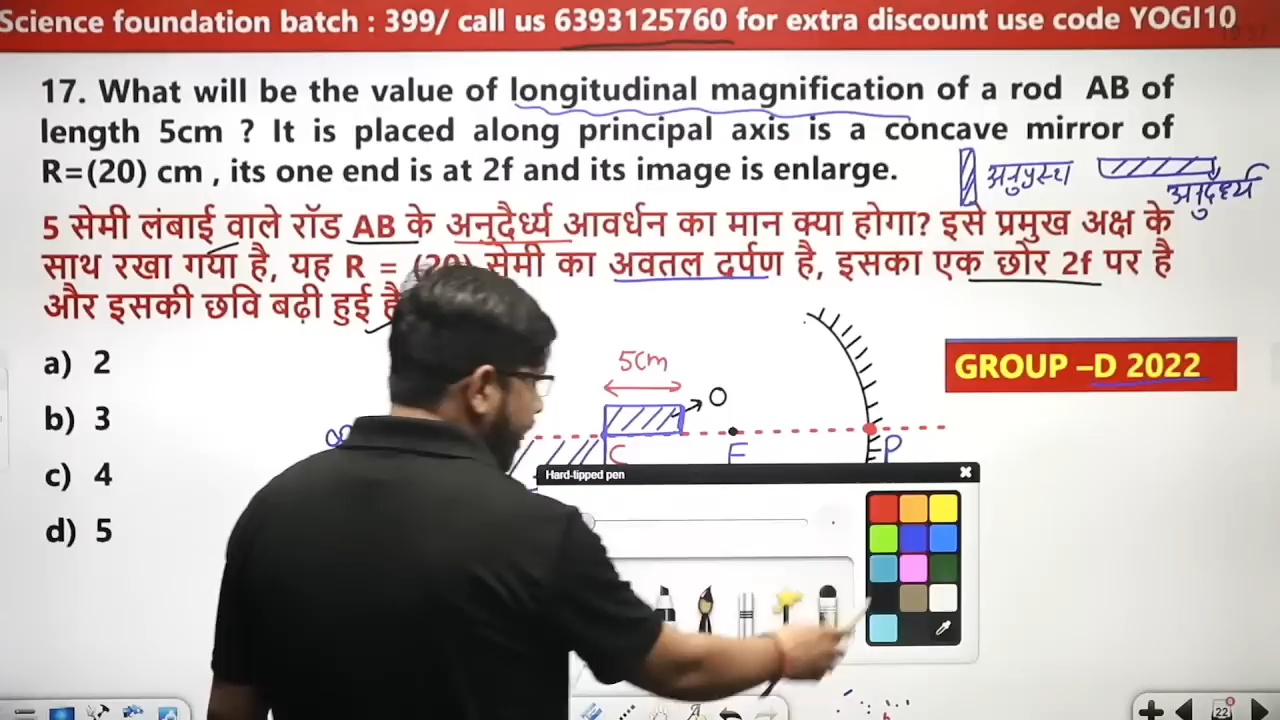 Science foundation batch : 399/ call us 6393125760 for extra discount use code YOGI10
17. What will be the value of longitudinal magnification of a rod AB of
length 5cm ? It is placed along principal axis is a concave mirror of
R=(20) cm , its one end is at 2f and its image is enlarge.
अनुप्रस्थ
अनुदैर्ध्य
5 सेमी लंबाई वाले रॉड AB के अनुदैर्ध्य आवर्धन का मान क्या होगा? इसे प्रमुख अक्ष के
साथ रखा गया है, यह R = (20) सेमी का अवतल दर्पण है, इसका एक छोर 2f पर है
और इसकी छवि बढ़ी हुई है
a) 2
b) 3
c) 4
d) 5
5cm
O
C
F
P
GROUP –D 2022
Hard-tipped pen
22